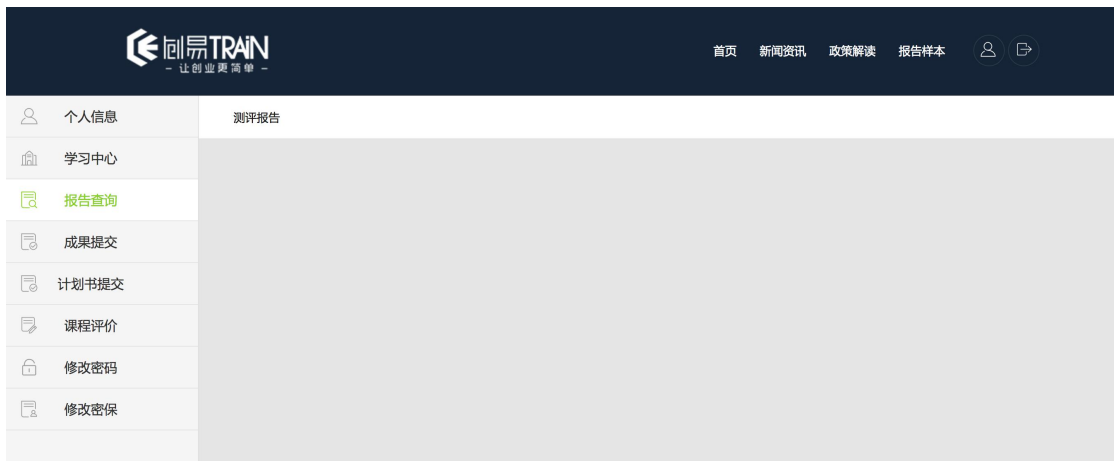 创易TRAiN
– 让创业更简单 –
首页 新闻资讯 政策解读 报告样本
个人信息
测评报告
学习中心
报告查询
成果提交
计划书提交
课程评价
修改密码
修改密保